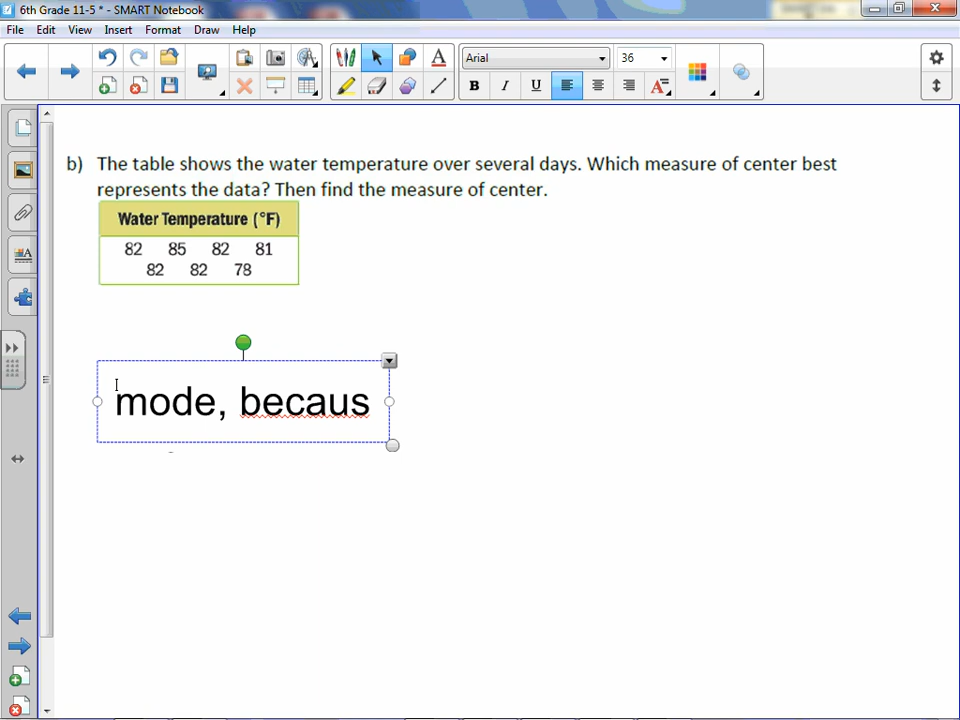 6th Grade 11-5 * - SMART Notebook
File Edit View Insert Format Draw Help
Arial 36
B I U A
b) The table shows the water temperature over several days. Which measure of center best
represents the data? Then find the measure of center.
Water Temperature (°F)
82 85 82 81
82 82 78
mode, becaus